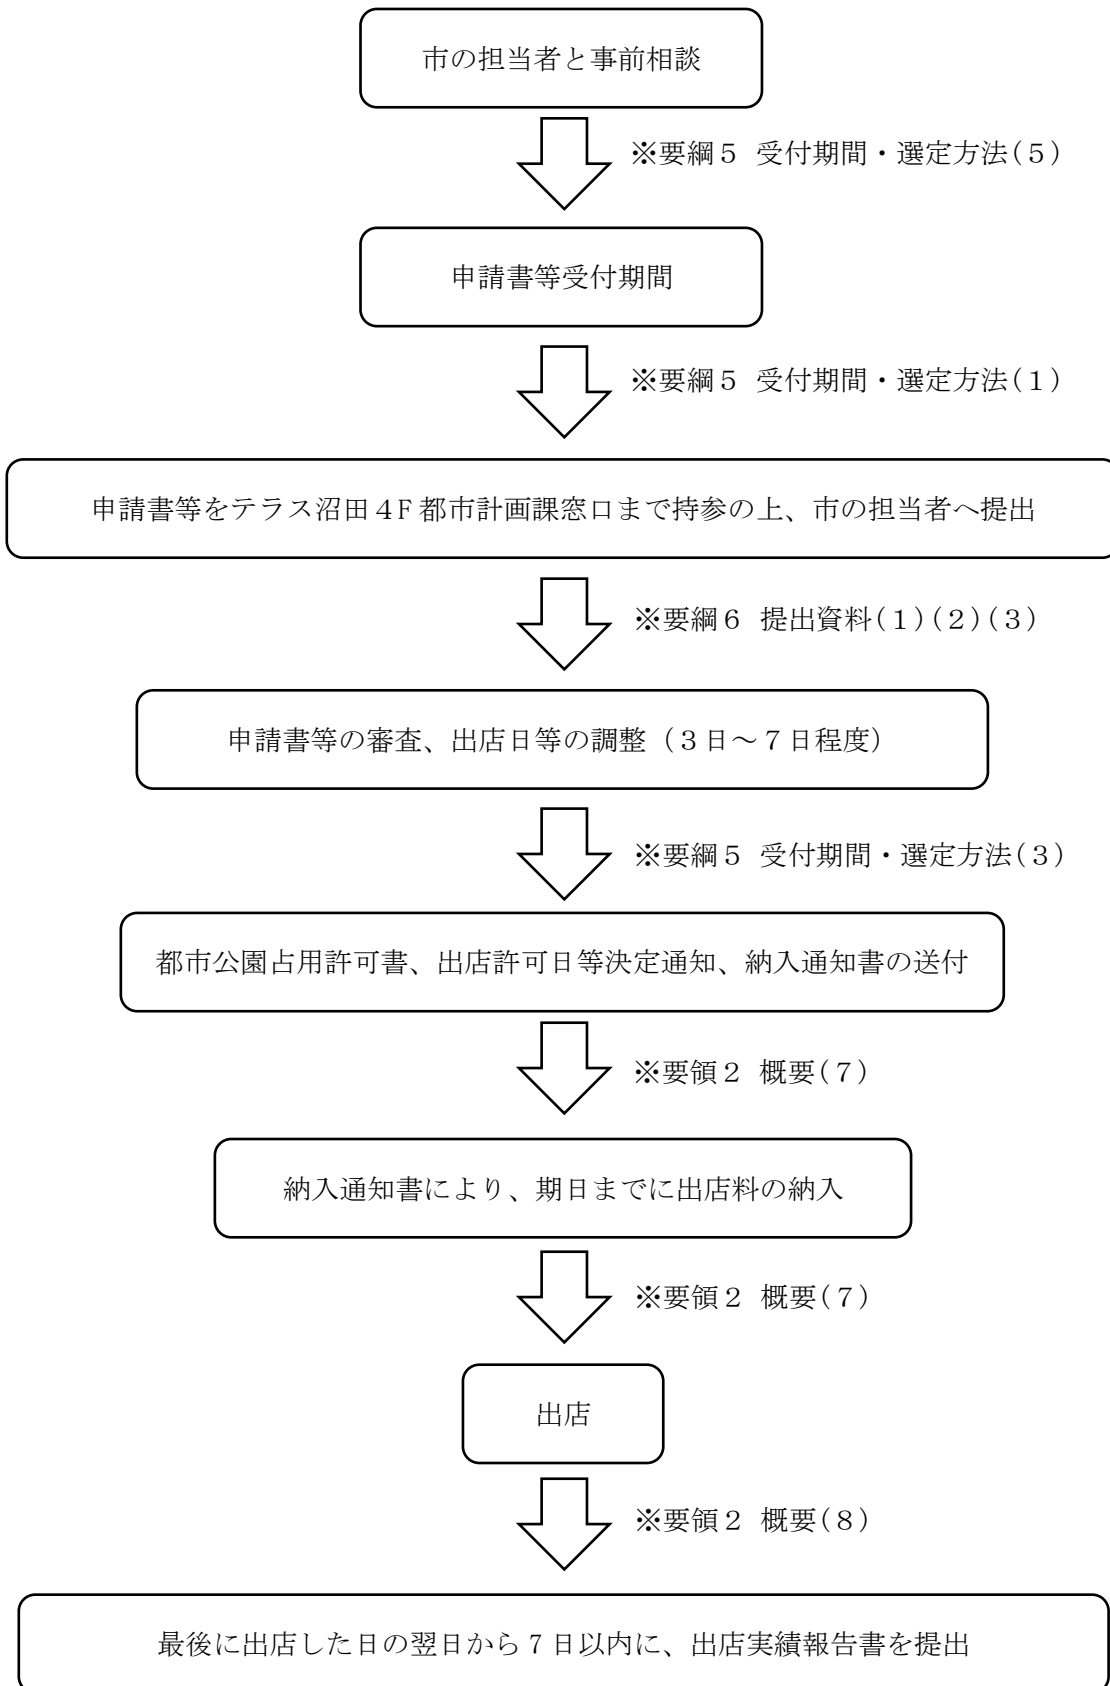 市の担当者と事前相談
※要綱５ 受付期間・選定方法(５)
申請書等受付期間
※要綱５ 受付期間・選定方法(１)
申請書等をテラス沼田４F 都市計画課窓口まで持参の上、市の担当者へ提出
※要綱６ 提出資料(１)(２)(３)
申請書等の審査、出店日等の調整（３日～７日程度）
※要綱５ 受付期間・選定方法(３)
都市公園占用許可書、出店許可日等決定通知、納入通知書の送付
※要領２ 概要(７)
納入通知書により、期日までに出店料の納入
※要領２ 概要(７)
出店
※要領２ 概要(８)
最後に出店した日の翌日から７日以内に、出店実績報告書を提出